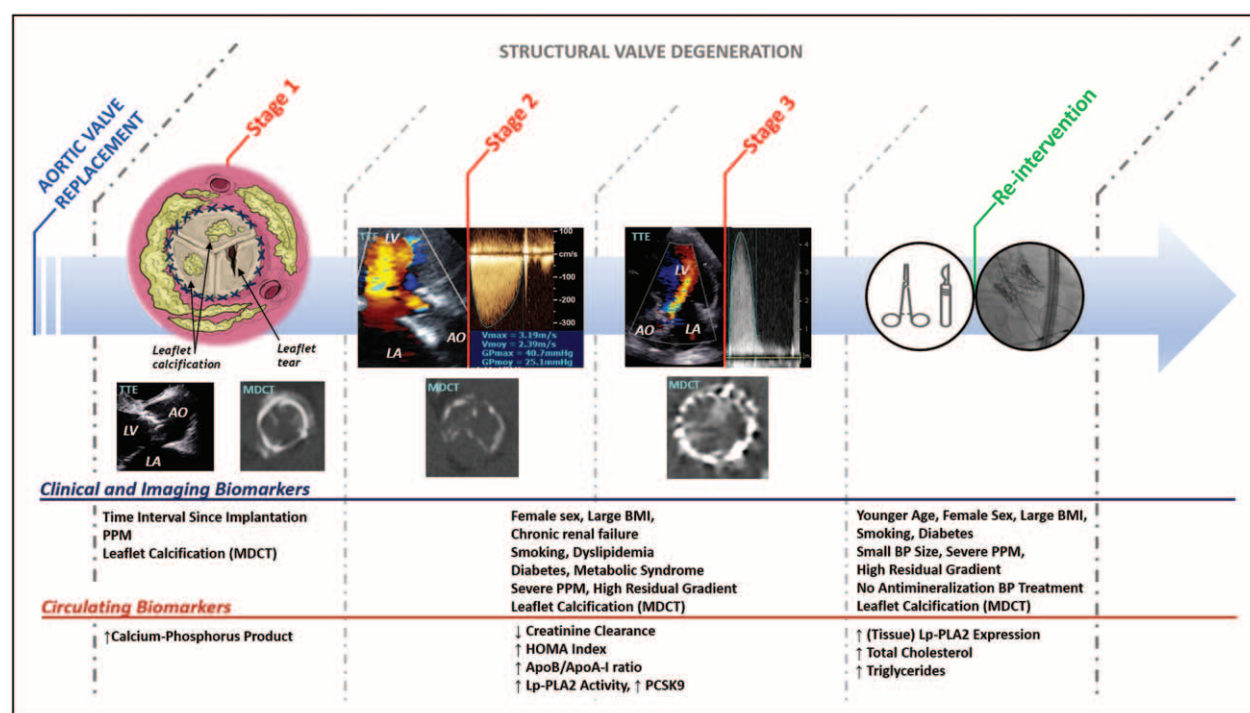 STRUCTURAL VALVE DEGENERATION
AORTIC VALVE
REPLACEMENT
Stage 1
Stage 2
Stage 3
Re-intervention
Leaflet
calcification
Leaflet
tear
TTE
LV
AO
LA
MDCT
TTE
LV
AO
LA
100
cm/s
-100
-200
-300
Vmax = 3.19m/s
Vmoy = 2.39m/s
GPmax = 40.7mmHg
GPmoy = 25.1mmHg
MDCT
TTE
LV
AO
LA
MDCT
Clinical and Imaging Biomarkers
Time Interval Since Implantation
PPM
Leaflet Calcification (MDCT)
Female sex, Large BMI,
Chronic renal failure
Smoking, Dyslipidemia
Diabetes, Metabolic Syndrome
Severe PPM, High Residual Gradient
Leaflet Calcification (MDCT)
Younger Age, Female Sex, Large BMI,
Smoking, Diabetes
Small BP Size, Severe PPM,
High Residual Gradient
No Antimineralization BP Treatment
Leaflet Calcification (MDCT)
Circulating Biomarkers
↑Calcium-Phosphorus Product
↓ Creatinine Clearance
↑ HOMA Index
↑ ApoB/ApoA-I ratio
↑ Lp-PLA2 Activity, ↑ PCSK9
↑ (Tissue) Lp-PLA2 Expression
↑ Total Cholesterol
↑ Triglycerides